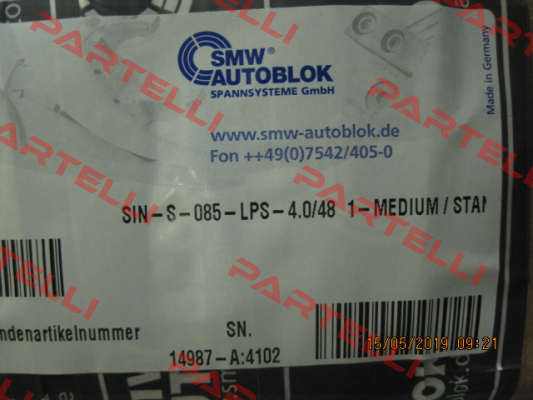 SMW®
AUTOBLOK
SPANNSYSTEME GmbH
Made in Germany
www.smw-autoblok.de
Fon ++49(0)7542/405-0
SIN-S-085-LPS-4.0/48 1-MEDIUM / STAN
ndenartikelnummer
SN.
14987-A:4102
15/05/2019 09:21
PARTELLI
PARTELLI
PARTELLI
PARTELLI
PARTELLI